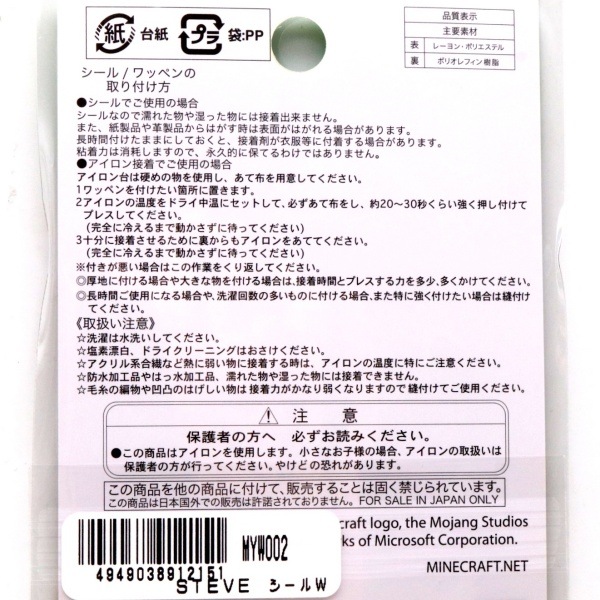 紙 台紙 プラ 袋:PP
品質表示
主要素材
表 レーヨン・ポリエステル
裏 ポリオレフィン樹脂
シール / ワッペンの
取り付け方
●シールでご使用の場合
シールなので濡れた物や湿った物には接着出来ません。
また、紙製品や革製品からはがす時は表面がはがれる場合があります。
長時間付けたままにしておくと、接着剤が衣服等に付着する場合があります。
粘着力は消耗しますので、永久的に保てるわけではありません。
●アイロン接着でご使用の場合
アイロン台は硬めの物を使用し、あて布を用意してください。
1ワッペンを付けたい箇所に置きます。
2アイロンの温度をドライ中温にセットして、必ずあて布をし、約20〜30秒くらい強く押し付けて
プレスしてください。
(完全に冷えるまで動かさずに待ってください)
3十分に接着させるために裏からもアイロンをあててください。
(完全に冷えるまで動かさずに待ってください)
※付きが悪い場合はこの作業をくり返してください。
◎厚地に付ける場合や大きな物を付ける場合は、接着時間とプレスする力を多少、多くかけてください。
◎長時間ご使用になる場合や、洗濯回数の多いものに付ける場合、また特に強く付けたい場合は縫付け
てください。
《取扱い注意》
☆洗濯は水洗いしてください。
☆塩素漂白、ドライクリーニングはおさけください。
☆アクリル系合繊など熱に弱い物に接着する時は、アイロンの温度に特にご注意ください。
☆防水加工品やはっ水加工品、濡れた物や湿った物には接着できません。
☆毛糸の編物や凹凸のはげしい物は接着力がかなり弱くなりますので縫付けてご使用ください。
注意
保護者の方へ 必ずお読みください。
●この商品はアイロンを使用します。小さなお子様の場合、アイロンの取扱いは
保護者の方が行ってください。やけどの恐れがあります。
この商品を他の商品に付けて、販売することは固く禁じられています。
この商品は日本国外での販売は許諾されておりません。FOR SALE IN JAPAN ONLY
craft logo, the Mojang Studios
ks of Microsoft Corporation.
MINECRAFT.NET
MYW002
4949038912151
STEVE シールW